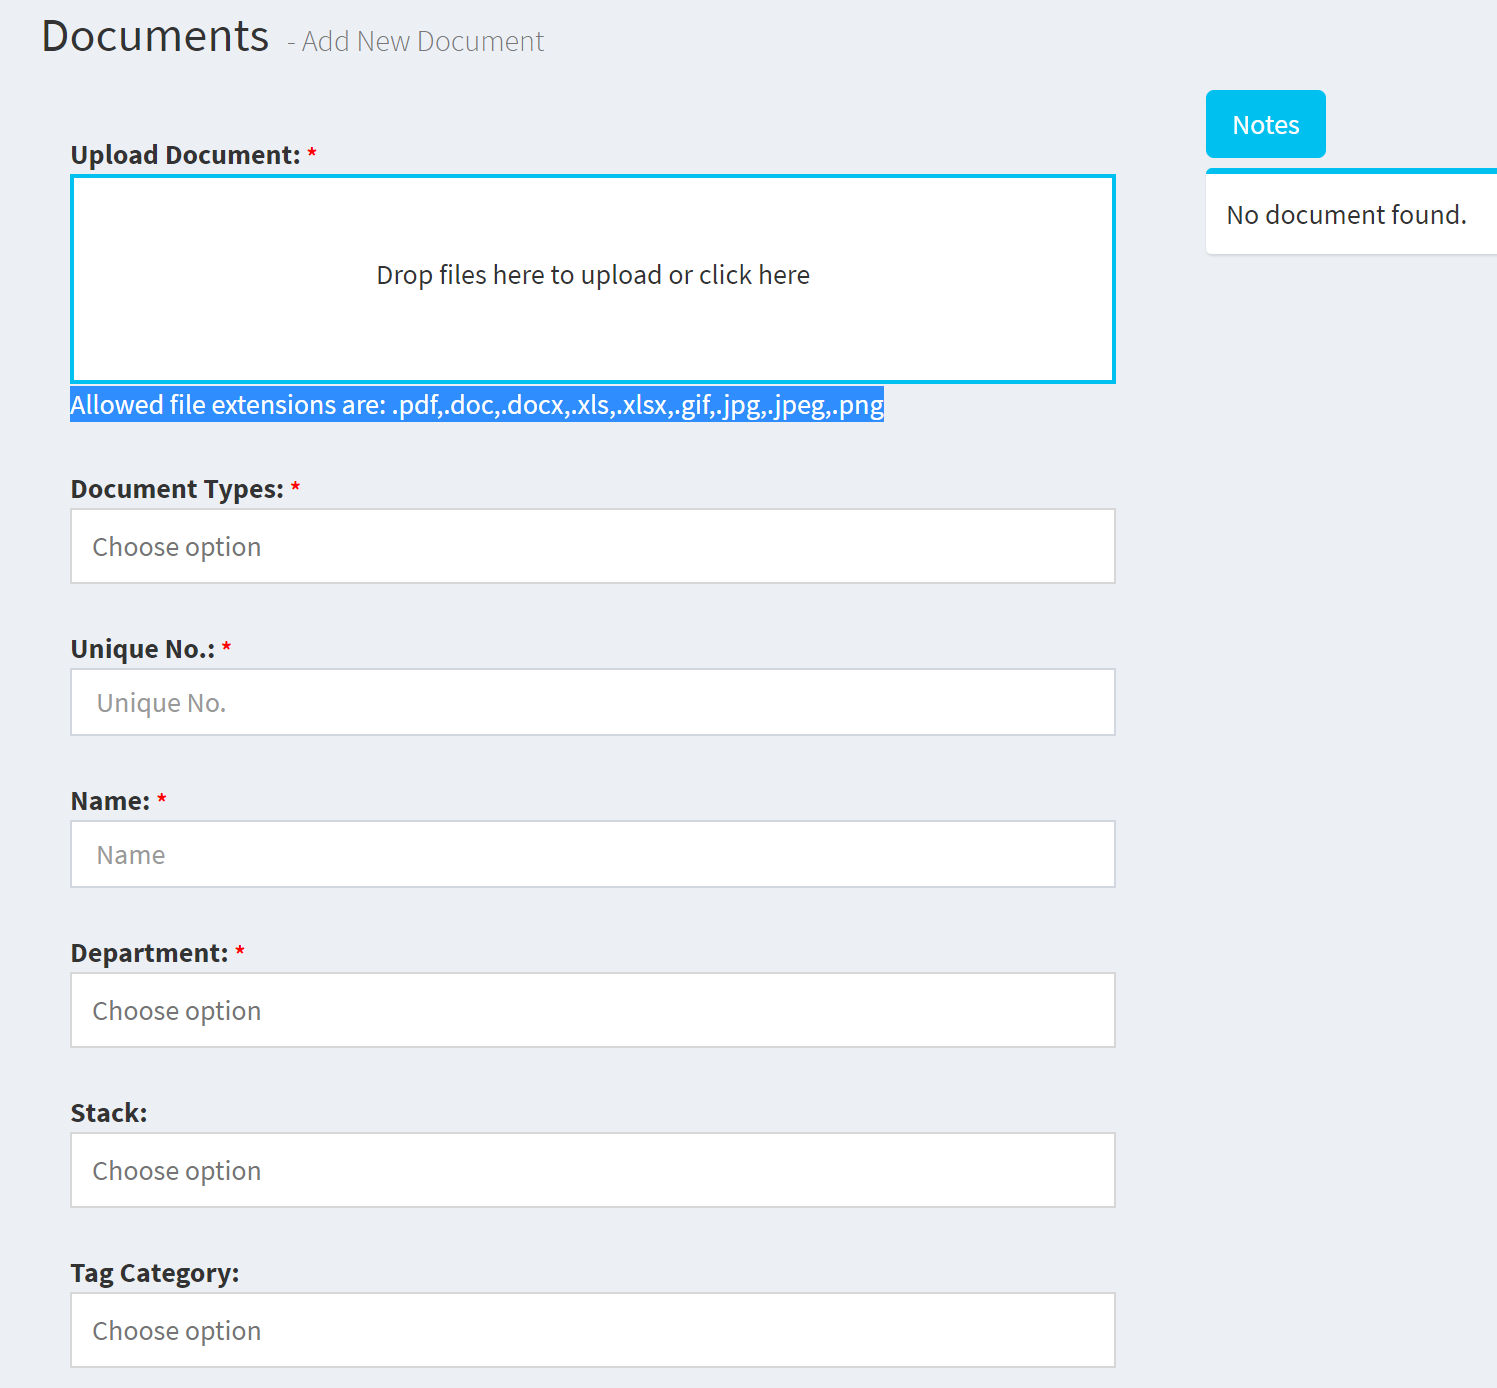 Documents - Add New Document
Notes
No document found.
Upload Document: *
Drop files here to upload or click here
Allowed file extensions are: .pdf,.doc,.docx,.xls,.xlsx,.gif,.jpg,.jpeg,.png
Document Types: *
Choose option
Unique No.: *
Unique No.
Name: *
Name
Department: *
Choose option
Stack:
Choose option
Tag Category:
Choose option